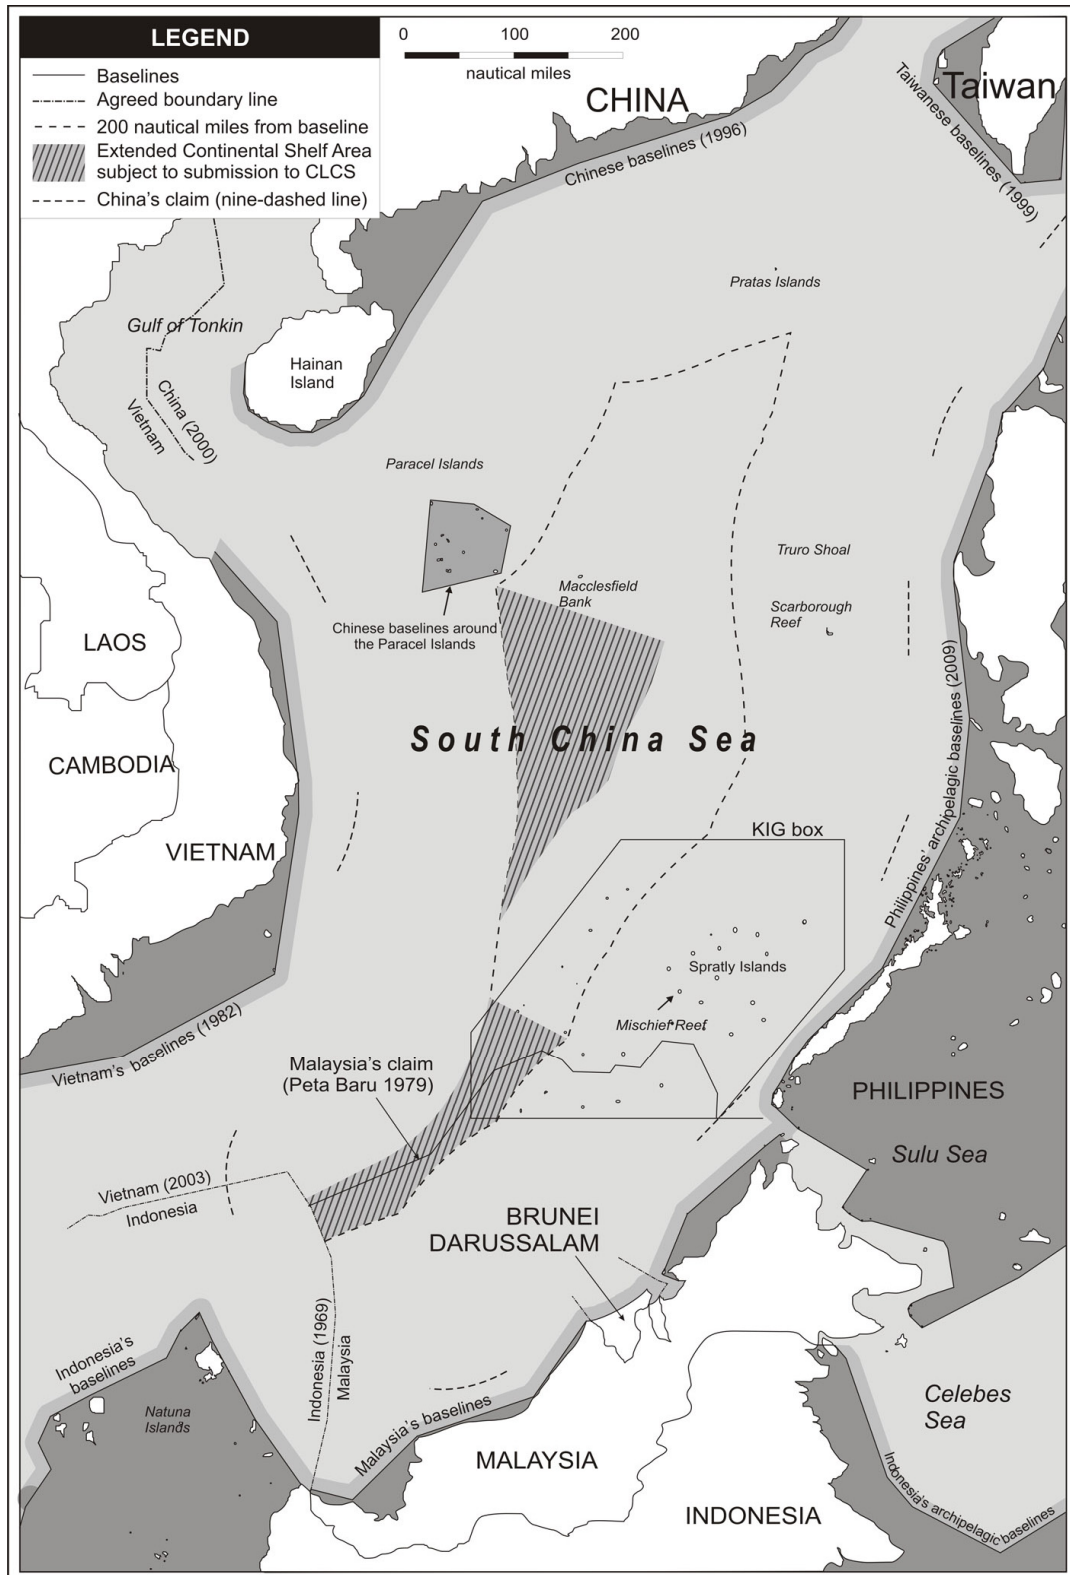 LEGEND
Baselines
Agreed boundary line
200 nautical miles from baseline
Extended Continental Shelf Area
subject to submission to CLCS
China's claim (nine-dashed line)
0 100 200
nautical miles
CHINA
Taiwan
Taiwanese baselines (1999)
Chinese baselines (1996)
Pratas Islands
Gulf of Tonkin
Hainan
Island
China (2000)
Vietnam
Paracel Islands
Truro Shoal
Macclesfield
Bank
Scarborough
Reef
Chinese baselines around
the Paracel Islands
LAOS
South China Sea
CAMBODIA
VIETNAM
KIG box
Philippines' archipelagic baselines (2009)
Spratly Islands
Mischief Reef
Vietnam's baselines (1982)
Malaysia's claim
(Peta Baru 1979)
PHILIPPINES
Sulu Sea
Vietnam (2003)
Indonesia
BRUNEI
DARUSSALAM
Indonesia (1969)
Malaysia
Indonesia's
baselines
Natuna
Islands
Malaysia's baselines
Celebes
Sea
MALAYSIA
INDONESIA
Indonesia's archipelagic baselines